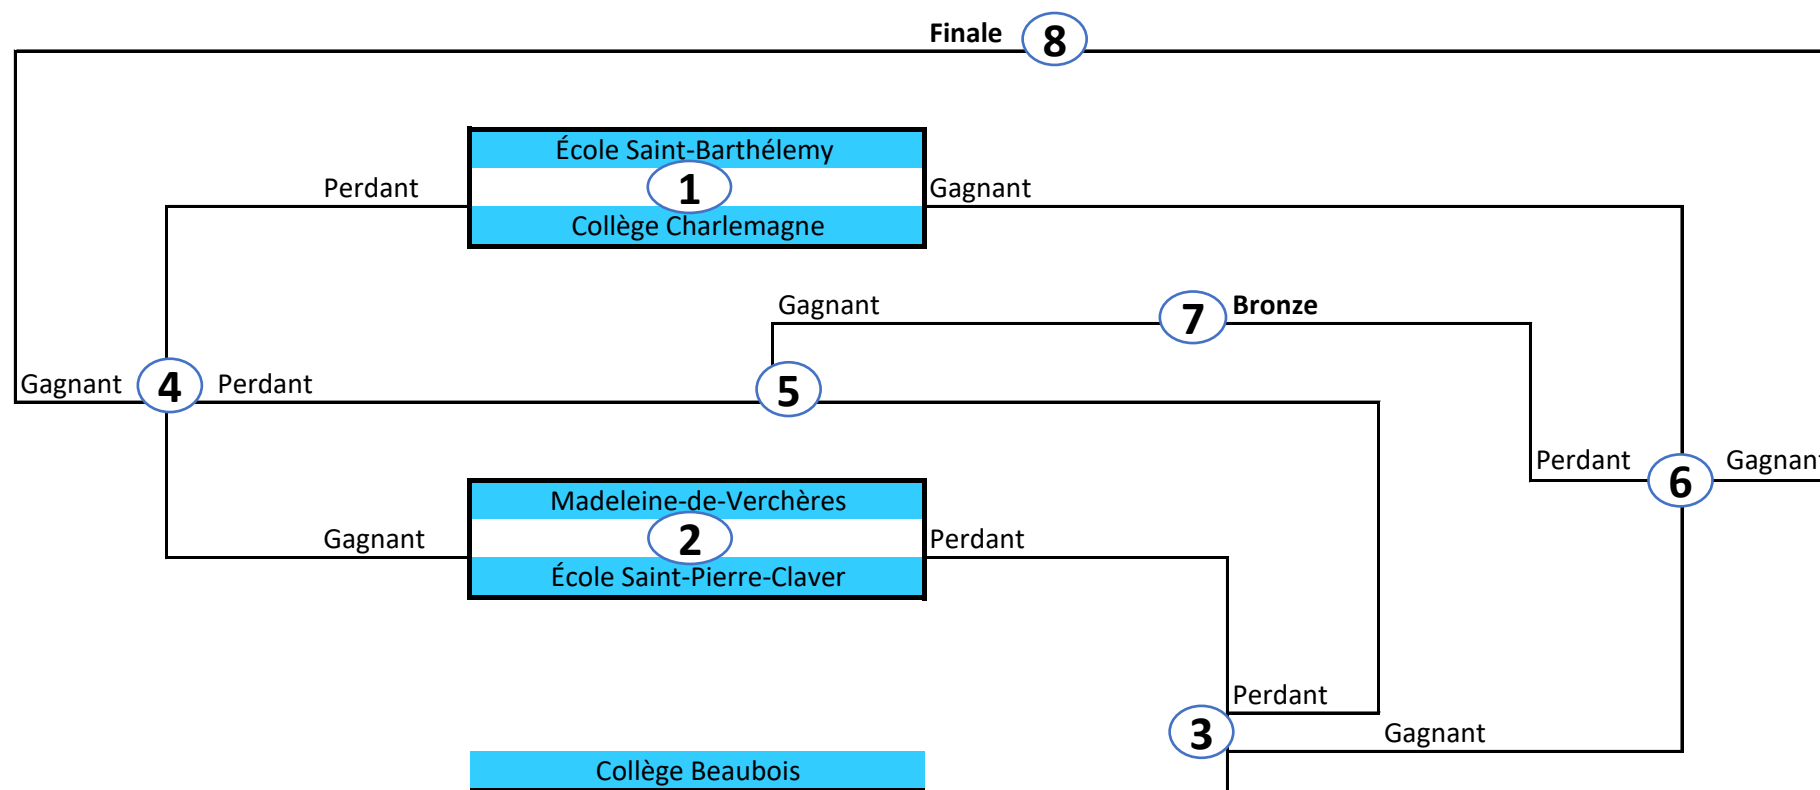 Finale 8
École Saint-Barthélemy
Perdant 1 Gagnant
Collège Charlemagne
Gagnant 7 Bronze
Gagnant 4 Perdant 5
Perdant 6 Gagnant
Madeleine-de-Verchères
Gagnant 2 Perdant
École Saint-Pierre-Claver
Perdant
3 Gagnant
Collège Beaubois